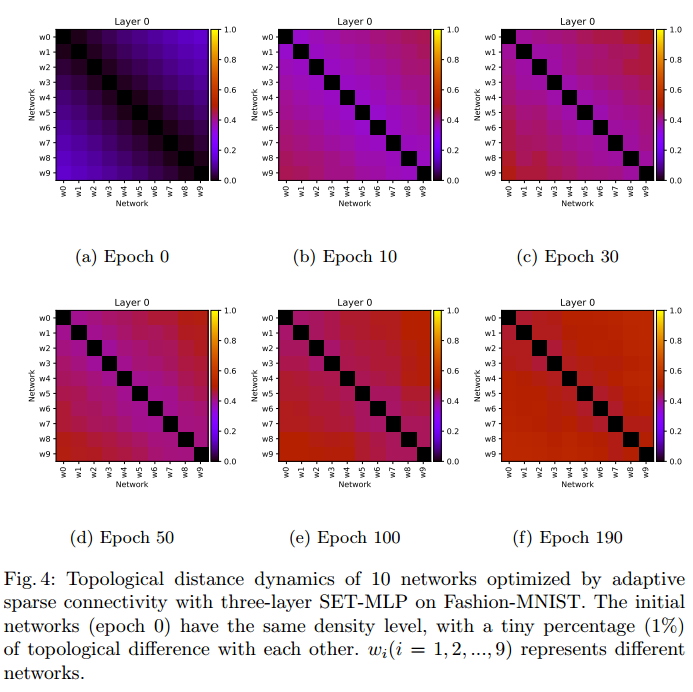 Layer 0
Layer 0
Layer 0
w0
w1
w2
w3
w4
w5
w6
w7
w8
w9
Network
w0 w1 w2 w3 w4 w5 w6 w7 w8 w9
Network
1.0
0.8
0.6
0.4
0.2
0.0
w0
w1
w2
w3
w4
w5
w6
w7
w8
w9
Network
w0 w1 w2 w3 w4 w5 w6 w7 w8 w9
Network
1.0
0.8
0.6
0.4
0.2
0.0
w0
w1
w2
w3
w4
w5
w6
w7
w8
w9
Network
w0 w1 w2 w3 w4 w5 w6 w7 w8 w9
Network
1.0
0.8
0.6
0.4
0.2
0.0
(a) Epoch 0
(b) Epoch 10
(c) Epoch 30
Layer 0
Layer 0
Layer 0
w0
w1
w2
w3
w4
w5
w6
w7
w8
w9
Network
w0 w1 w2 w3 w4 w5 w6 w7 w8 w9
Network
1.0
0.8
0.6
0.4
0.2
0.0
w0
w1
w2
w3
w4
w5
w6
w7
w8
w9
Network
w0 w1 w2 w3 w4 w5 w6 w7 w8 w9
Network
1.0
0.8
0.6
0.4
0.2
0.0
w0
w1
w2
w3
w4
w5
w6
w7
w8
w9
Network
w0 w1 w2 w3 w4 w5 w6 w7 w8 w9
Network
1.0
0.8
0.6
0.4
0.2
0.0
(d) Epoch 50
(e) Epoch 100
(f) Epoch 190
Fig. 4: Topological distance dynamics of 10 networks optimized by adaptive
sparse connectivity with three-layer SET-MLP on Fashion-MNIST. The initial
networks (epoch 0) have the same density level, with a tiny percentage (1%)
of topological difference with each other. wᵢ(i = 1, 2, ..., 9) represents different
networks.